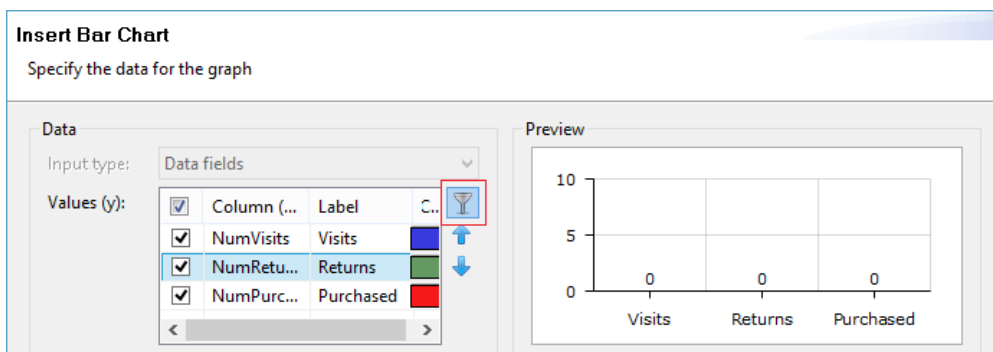 Insert Bar Chart
Specify the data for the graph
Data
Input type: Data fields
Values (y):
Column (... Label C..
NumVisits Visits
NumRetu... Returns
NumPurc... Purchased
Preview
10
5
0
0 0 0
Visits Returns Purchased